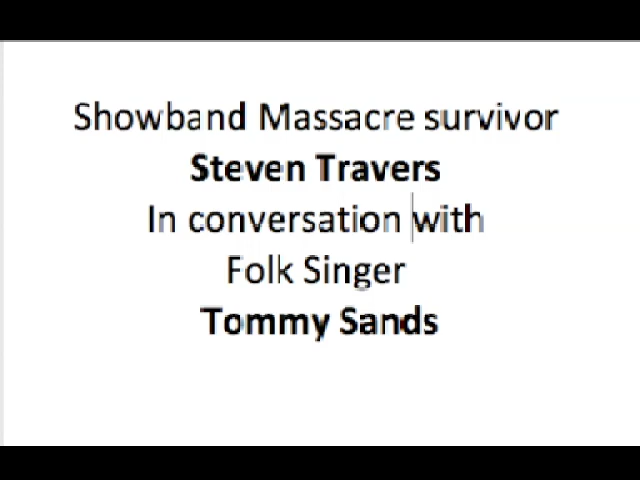 Showband Massacre survivor
Steven Travers
In conversation with
Folk Singer
Tommy Sands